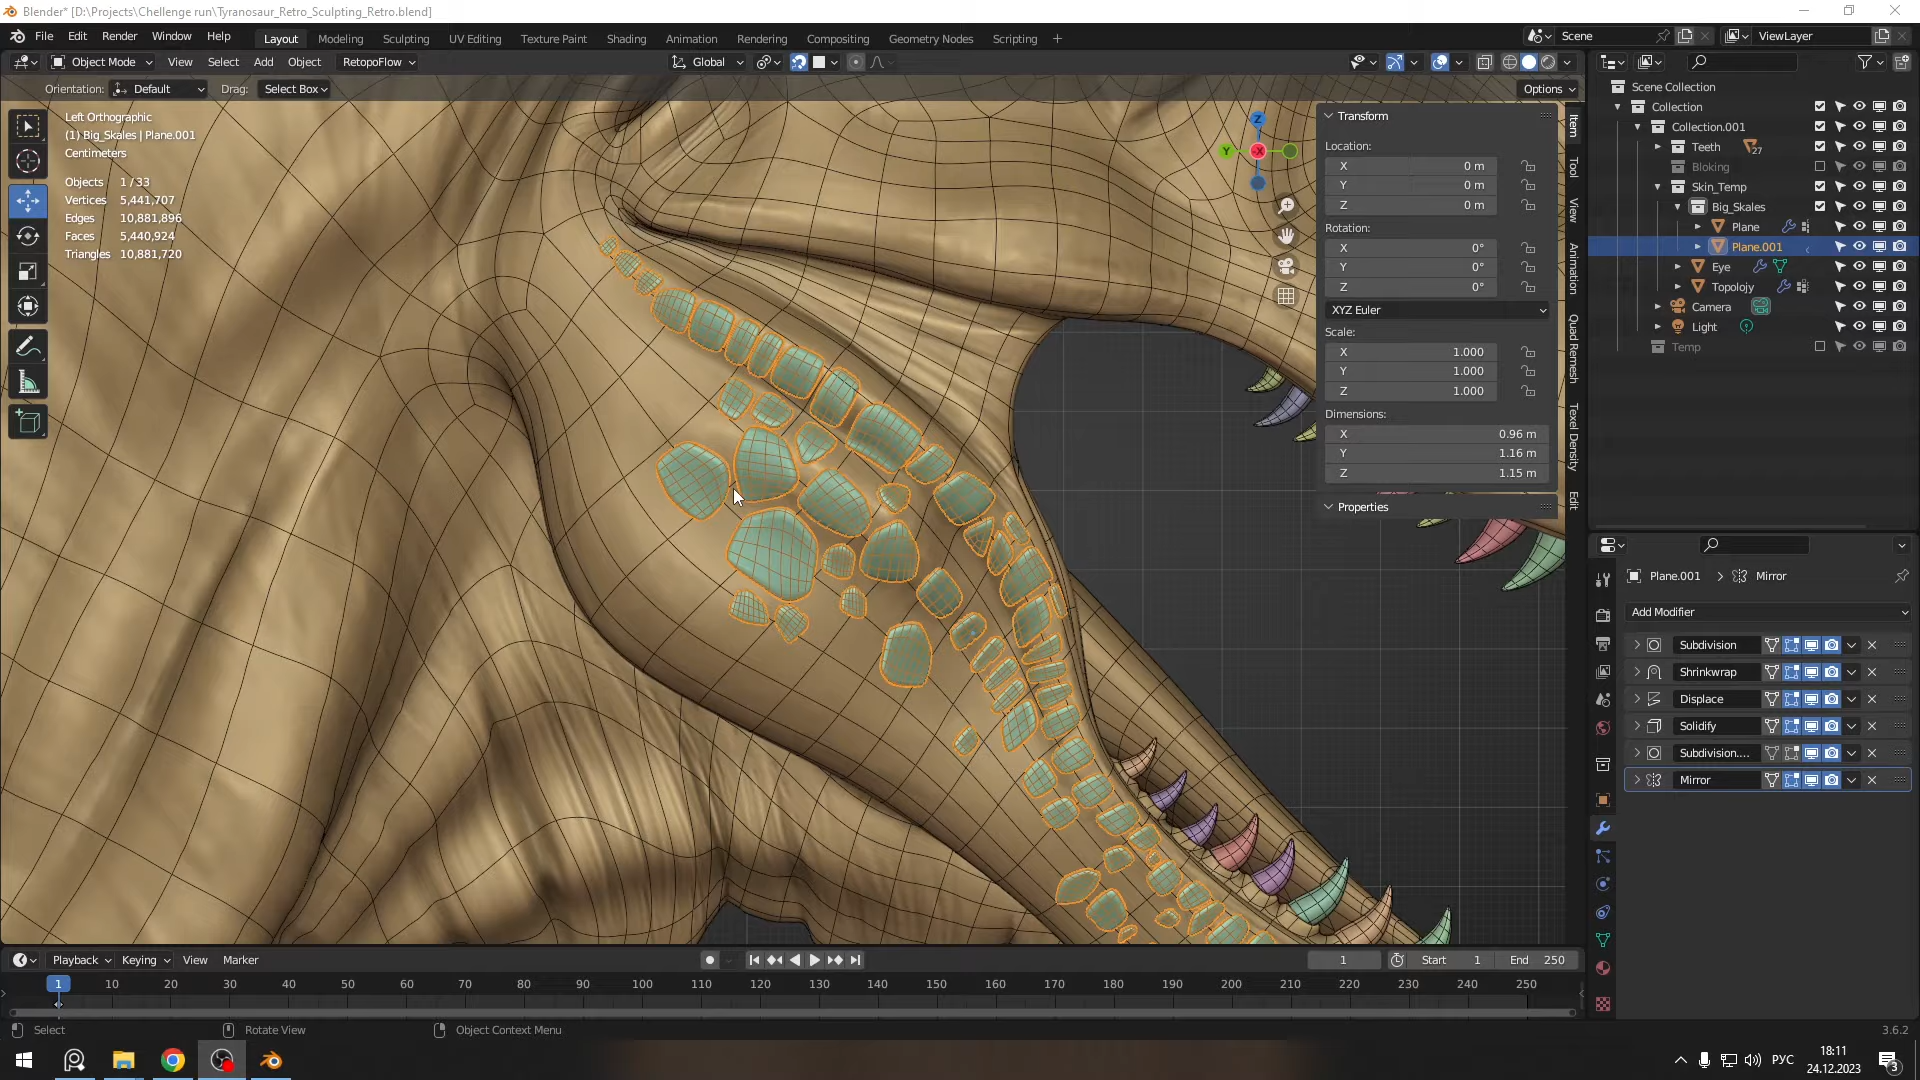 Blender* [D:\Projects\Chellenge run\Tyranosaur_Retro_Sculpting_Retro.blend]
File Edit Render Window Help
Layout Modeling Sculpting UV Editing Texture Paint Shading Animation Rendering Compositing Geometry Nodes Scripting +
Scene
ViewLayer
Object Mode View Select Add Object RetopoFlow
Global
Orientation: Default Drag: Select Box
Options
Left Orthographic
(1) Big_Skales | Plane.001
Centimeters
Objects 1 / 33
Vertices 5,441,707
Edges 10,881,896
Faces 5,440,924
Triangles 10,881,720
Z
Y
-X
Transform
Location:
X 0 m
Y 0 m
Z 0 m
Rotation:
X 0°
Y 0°
Z 0°
XYZ Euler
Scale:
X 1.000
Y 1.000
Z 1.000
Dimensions:
X 0.96 m
Y 1.16 m
Z 1.15 m
Properties
Item
Tool
View
Animation
Quad Remesh
Texel Density
Edit
Scene Collection
Collection
Collection.001
Teeth 27
Bloking
Skin_Temp
Big_Skales
Plane
Plane.001
Eye
Topolojy
Camera
Light
Temp
Plane.001 > Mirror
Add Modifier
Subdivision
Shrinkwrap
Displace
Solidify
Subdivision....
Mirror
Playback Keying View Marker
1 Start 1 End 250
1 10 20 30 40 50 60 70 80 90 100 110 120 130 140 150 160 170 180 190 200 210 220 230 240 250
Select Rotate View Object Context Menu
3.6.2
РУС
18:11
24.12.2023
3